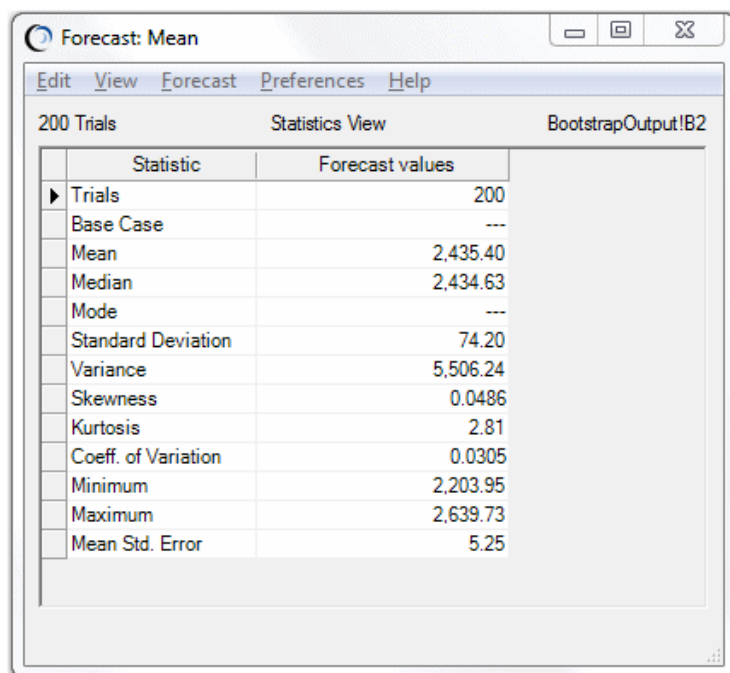 Forecast: Mean
Edit View Forecast Preferences Help
200 Trials Statistics View BootstrapOutput!B2
Statistic Forecast values
Trials 200
Base Case ---
Mean 2,435.40
Median 2,434.63
Mode ---
Standard Deviation 74.20
Variance 5,506.24
Skewness 0.0486
Kurtosis 2.81
Coeff. of Variation 0.0305
Minimum 2,203.95
Maximum 2,639.73
Mean Std. Error 5.25